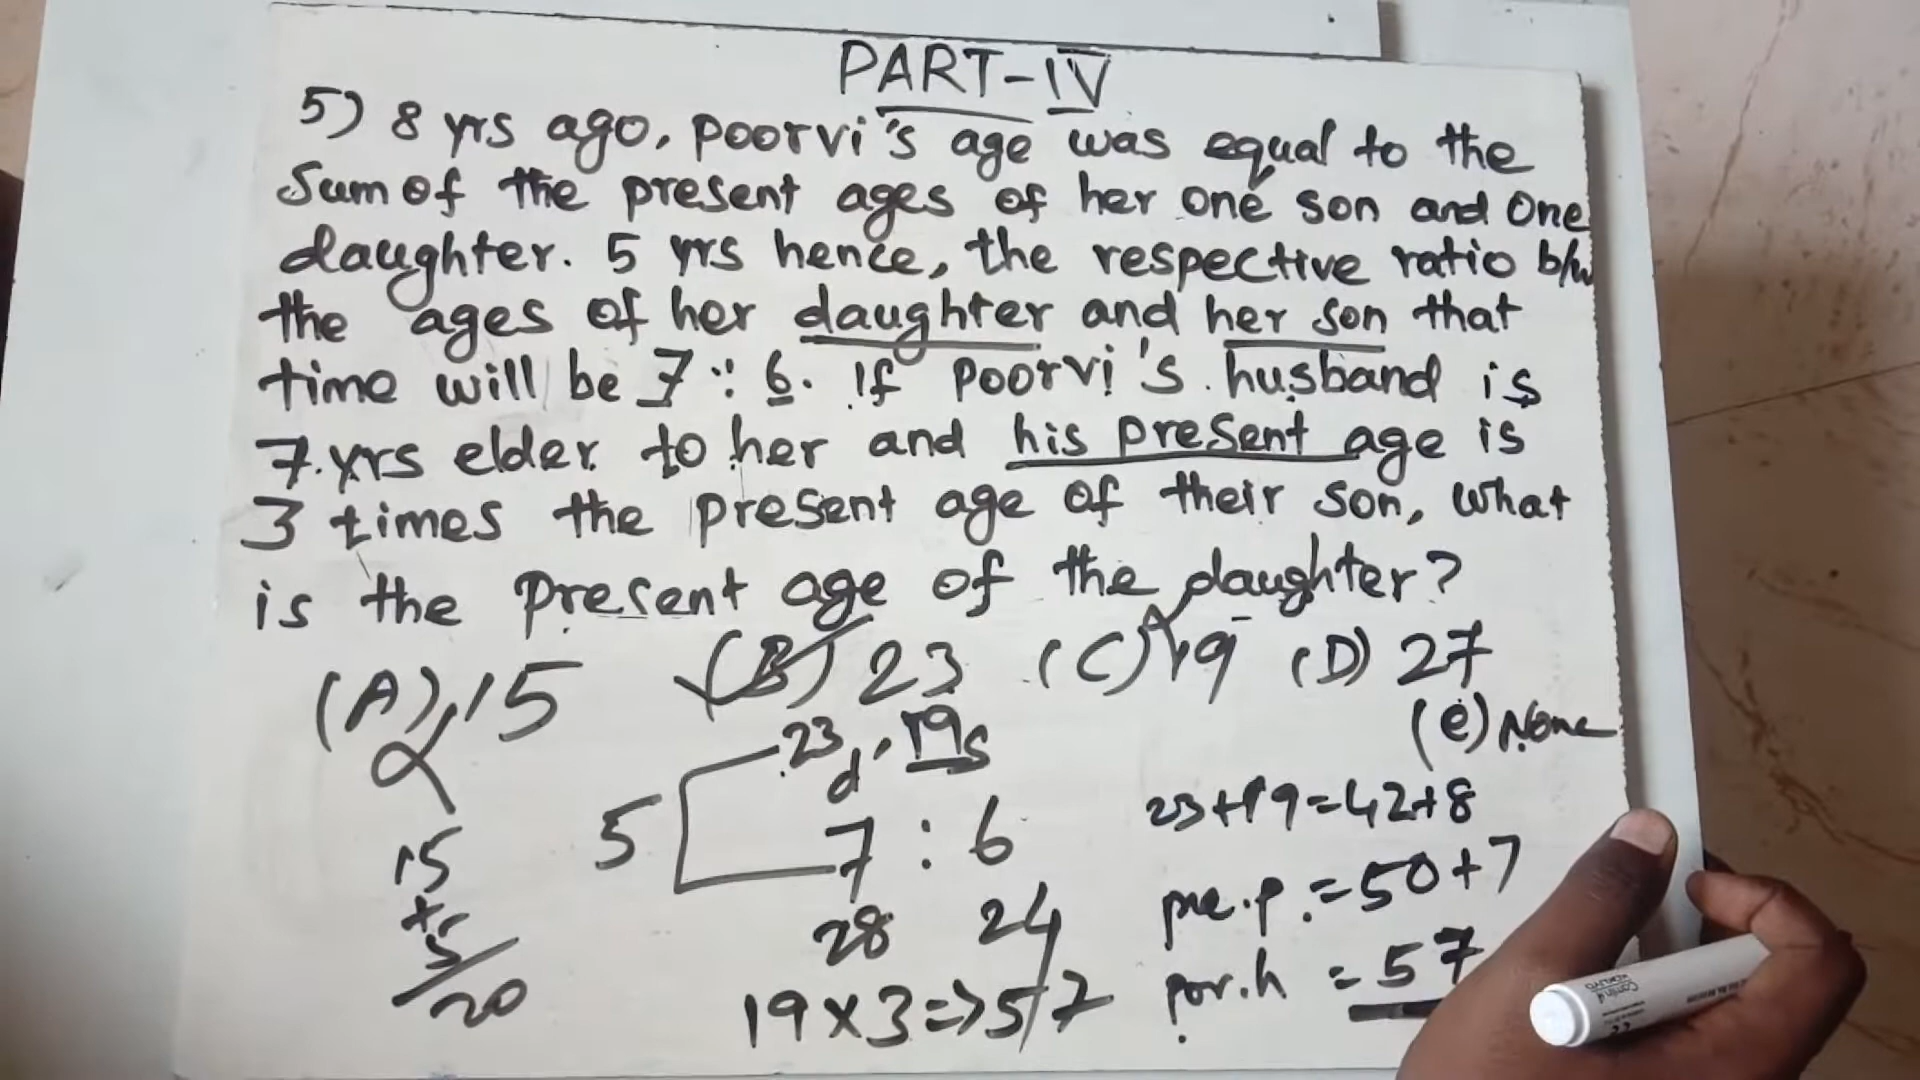 PART-IV
5) 8 yrs ago, Poorvi's age was equal to the
Sum of the present ages of her one son and one
daughter. 5 yrs hence, the respective ratio b/w
the ages of her daughter and her son that
time will be 7 : 6. If Poorvi's husband is
7 yrs elder to her and his present age is
3 times the present age of their son, what
is the present age of the daughter?
(A) 15 (B) 23 (C) 19 (D) 27
(e) None
23 d, 19 s
5 7 : 6
28 24
19 x 3 => 57
15
+5
20
23+19=42+8
pre.p. = 50+7
por.h = 57